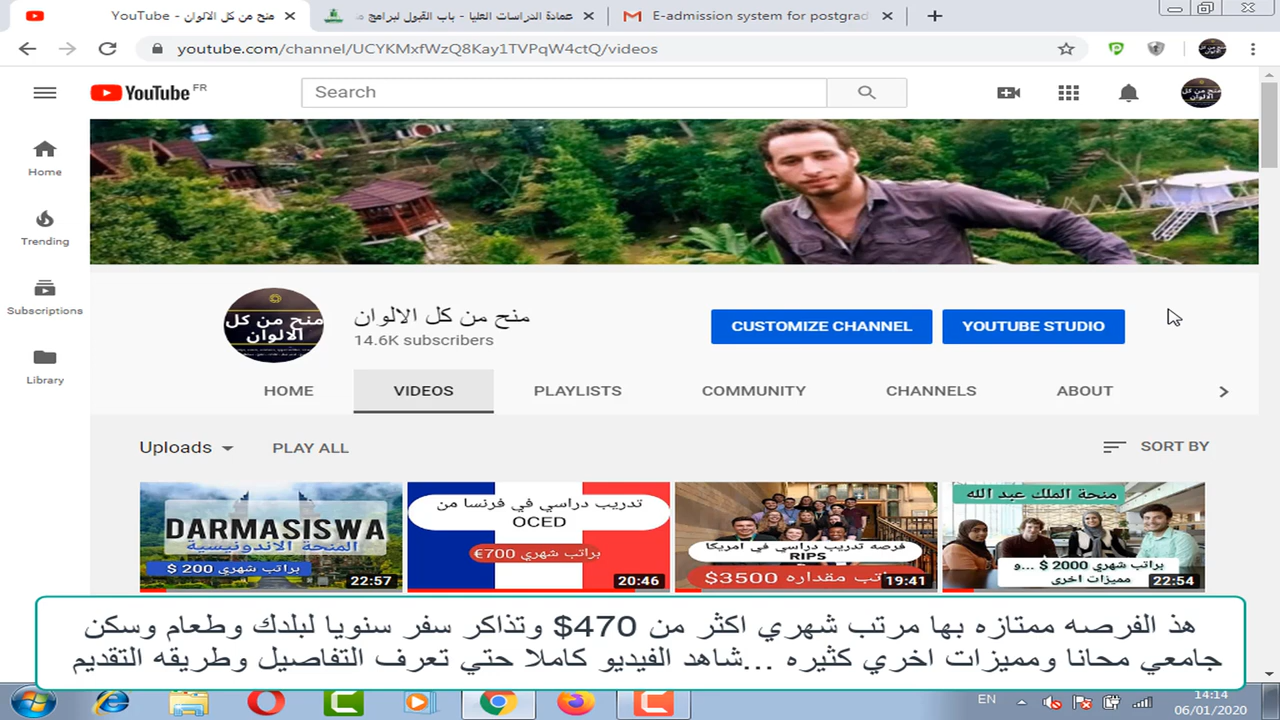 YouTube - منح من كل الالوان
عمادة الدراسات العليا - باب القبول لبرامج
E-admission system for postgrad
youtube.com/channel/UCYKMxfWzQ8Kay1TVPqW4ctQ/videos
YouTube FR
Search
Home
Trending
Subscriptions
Library
منح من كل الالوان
منح من كل الالوان
14.6K subscribers
CUSTOMIZE CHANNEL
YOUTUBE STUDIO
HOME
VIDEOS
PLAYLISTS
COMMUNITY
CHANNELS
ABOUT
Uploads
PLAY ALL
SORT BY
DARMASISWA
المنحة الاندونيسية
براتب شهري 200 $
22:57
تدريب دراسي في فرنسا من
OCED
براتب شهري 700€
20:46
فرصه تدريب دراسي في امريكا
RIPS
مقداره 3500$
19:41
منحة الملك عبد الله
براتب شهري 2000 $ ...و
مميزات اخرى
22:54
هذ الفرصه ممتازه بها مرتب شهري اكثر من 470$ وتذاكر سفر سنويا لبلدك وطعام وسكن
جامعي محانا ومميزات اخري كثيره ...شاهد الفيديو كاملا حتي تعرف التفاصيل وطريقه التقديم
EN
14:14
06/01/2020